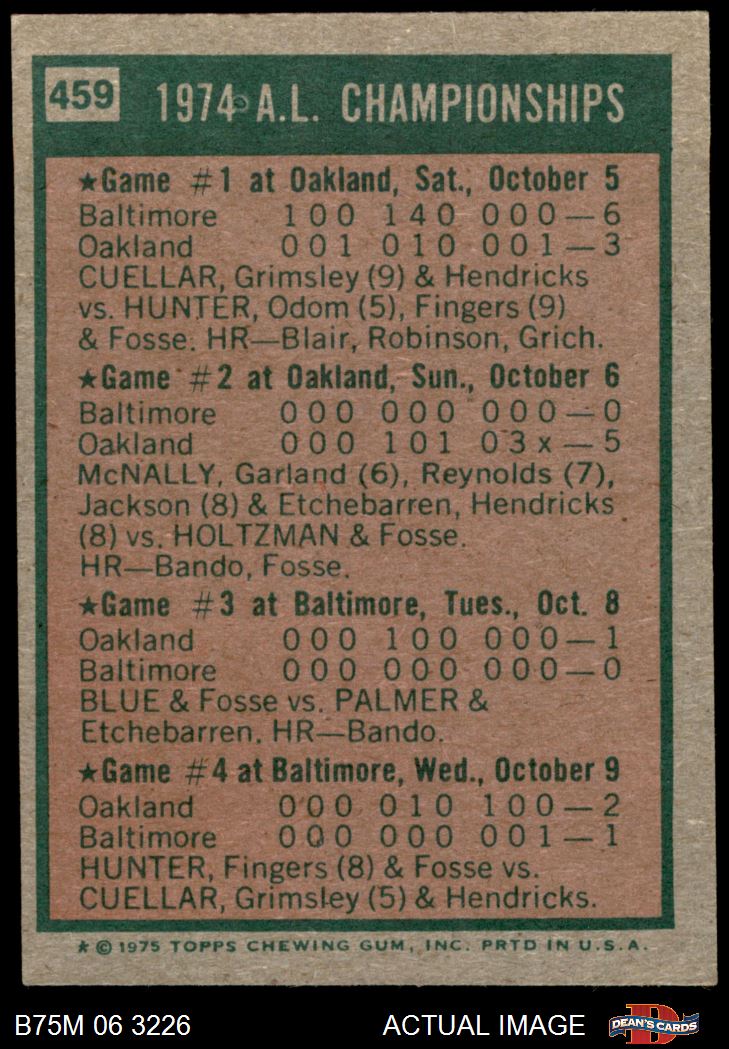 459 1974 A.L. CHAMPIONSHIPS
★Game #1 at Oakland, Sat., October 5
Baltimore 100 140 000—6
Oakland 001 010 001—3
CUELLAR, Grimsley (9) & Hendricks
vs. HUNTER, Odom (5), Fingers (9)
& Fosse. HR—Blair, Robinson, Grich.
★Game #2 at Oakland, Sun., October 6
Baltimore 000 000 000—0
Oakland 000 101 03x—5
McNALLY, Garland (6), Reynolds (7),
Jackson (8) & Etchebarren, Hendricks
(8) vs. HOLTZMAN & Fosse.
HR—Bando, Fosse.
★Game #3 at Baltimore, Tues., Oct. 8
Oakland 000 100 000—1
Baltimore 000 000 000—0
BLUE & Fosse vs. PALMER &
Etchebarren. HR—Bando.
★Game #4 at Baltimore, Wed., October 9
Oakland 000 010 100—2
Baltimore 000 000 001—1
HUNTER, Fingers (8) & Fosse vs.
CUELLAR, Grimsley (5) & Hendricks.
★ © 1975 TOPPS CHEWING GUM, INC. PRTD IN U.S.A.
B75M 06 3226 ACTUAL IMAGE DEAN'S CARDS